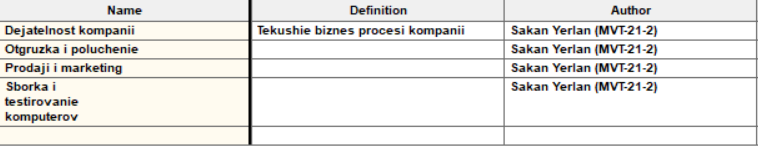 Name Definition Author
Dejatelnost kompanii Tekushie biznes procesi kompanii Sakan Yerlan (MVT-21-2)
Otgruzka i poluchenie Sakan Yerlan (MVT-21-2)
Prodaji i marketing Sakan Yerlan (MVT-21-2)
Sborka i Sakan Yerlan (MVT-21-2)
testirovanie
komputerov